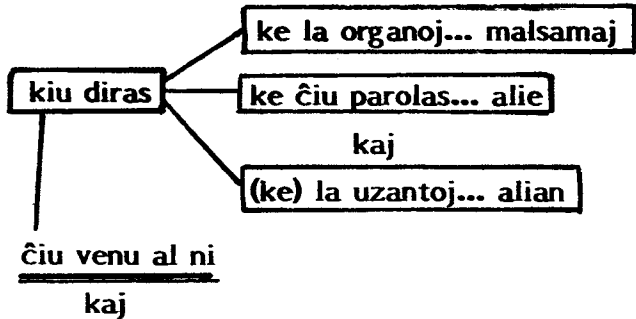 ke la organoj... malsamaj
kiu diras
ke ĉiu parolas... alie
kaj
(ke) la uzantoj... alian
ĉiu venu al ni
kaj